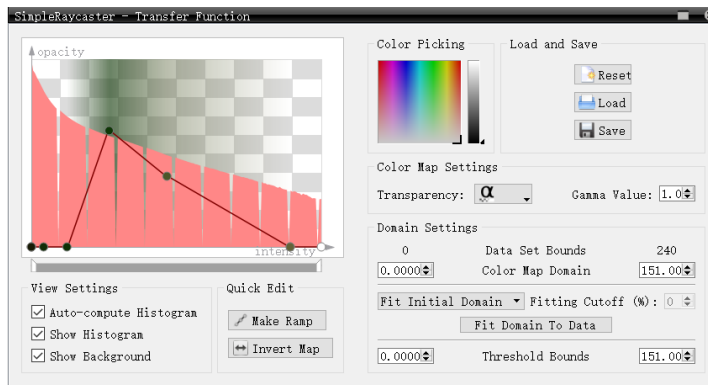 SimpleRaycaster - Transfer Function
opacity
intensity
View Settings
Auto-compute Histogram
Show Histogram
Show Background
Quick Edit
Make Ramp
Invert Map
Color Picking
Load and Save
Reset
Load
Save
Color Map Settings
Transparency: α Gamma Value: 1.0
Domain Settings
0 Data Set Bounds 240
0.0000 Color Map Domain 151.00
Fit Initial Domain Fitting Cutoff (%): 0
Fit Domain To Data
0.0000 Threshold Bounds 151.00